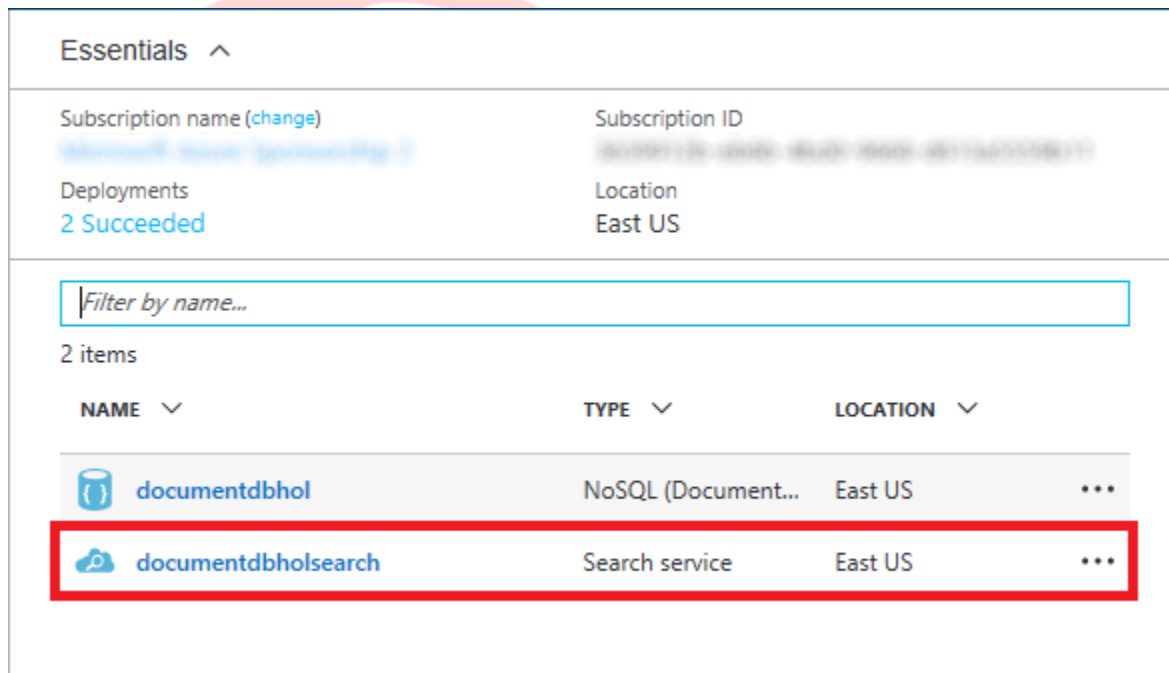 Essentials
Subscription name (change) Subscription ID
Deployments Location
2 Succeeded East US
Filter by name...
2 items
NAME TYPE LOCATION
documentdbhol NoSQL (Document... East US ...
documentdbholsearch Search service East US ...